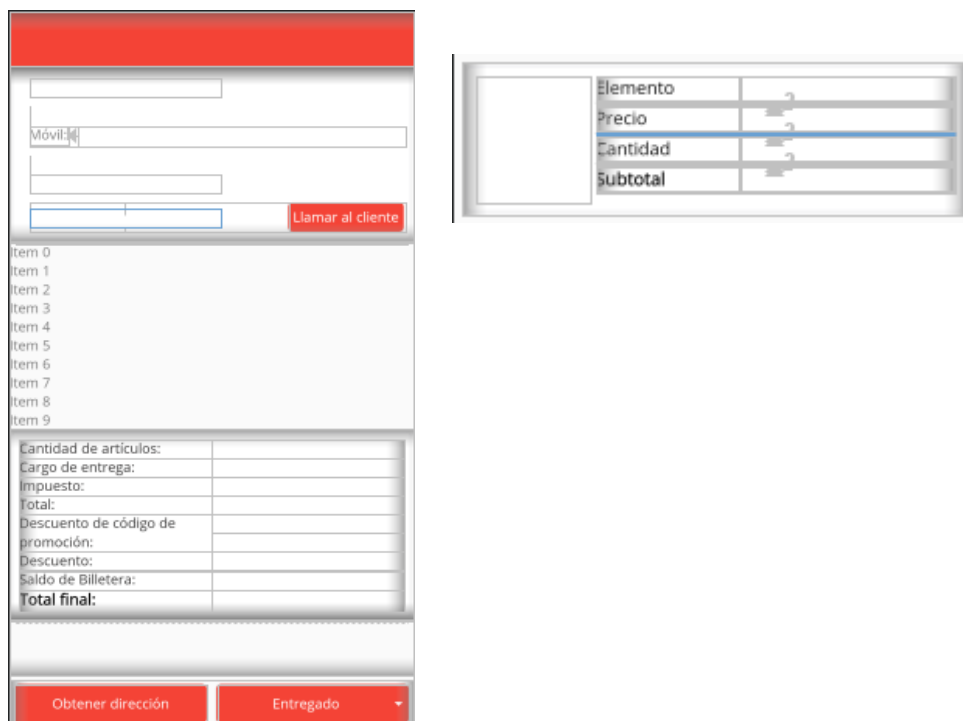 Móvil:
Llamar al cliente
Item 0
Item 1
Item 2
Item 3
Item 4
Item 5
Item 6
Item 7
Item 8
Item 9
Cantidad de artículos:
Cargo de entrega:
Impuesto:
Total:
Descuento de código de
promoción:
Descuento:
Saldo de Billetera:
Total final:
Obtener dirección
Entregado
Elemento
Precio
Cantidad
Subtotal